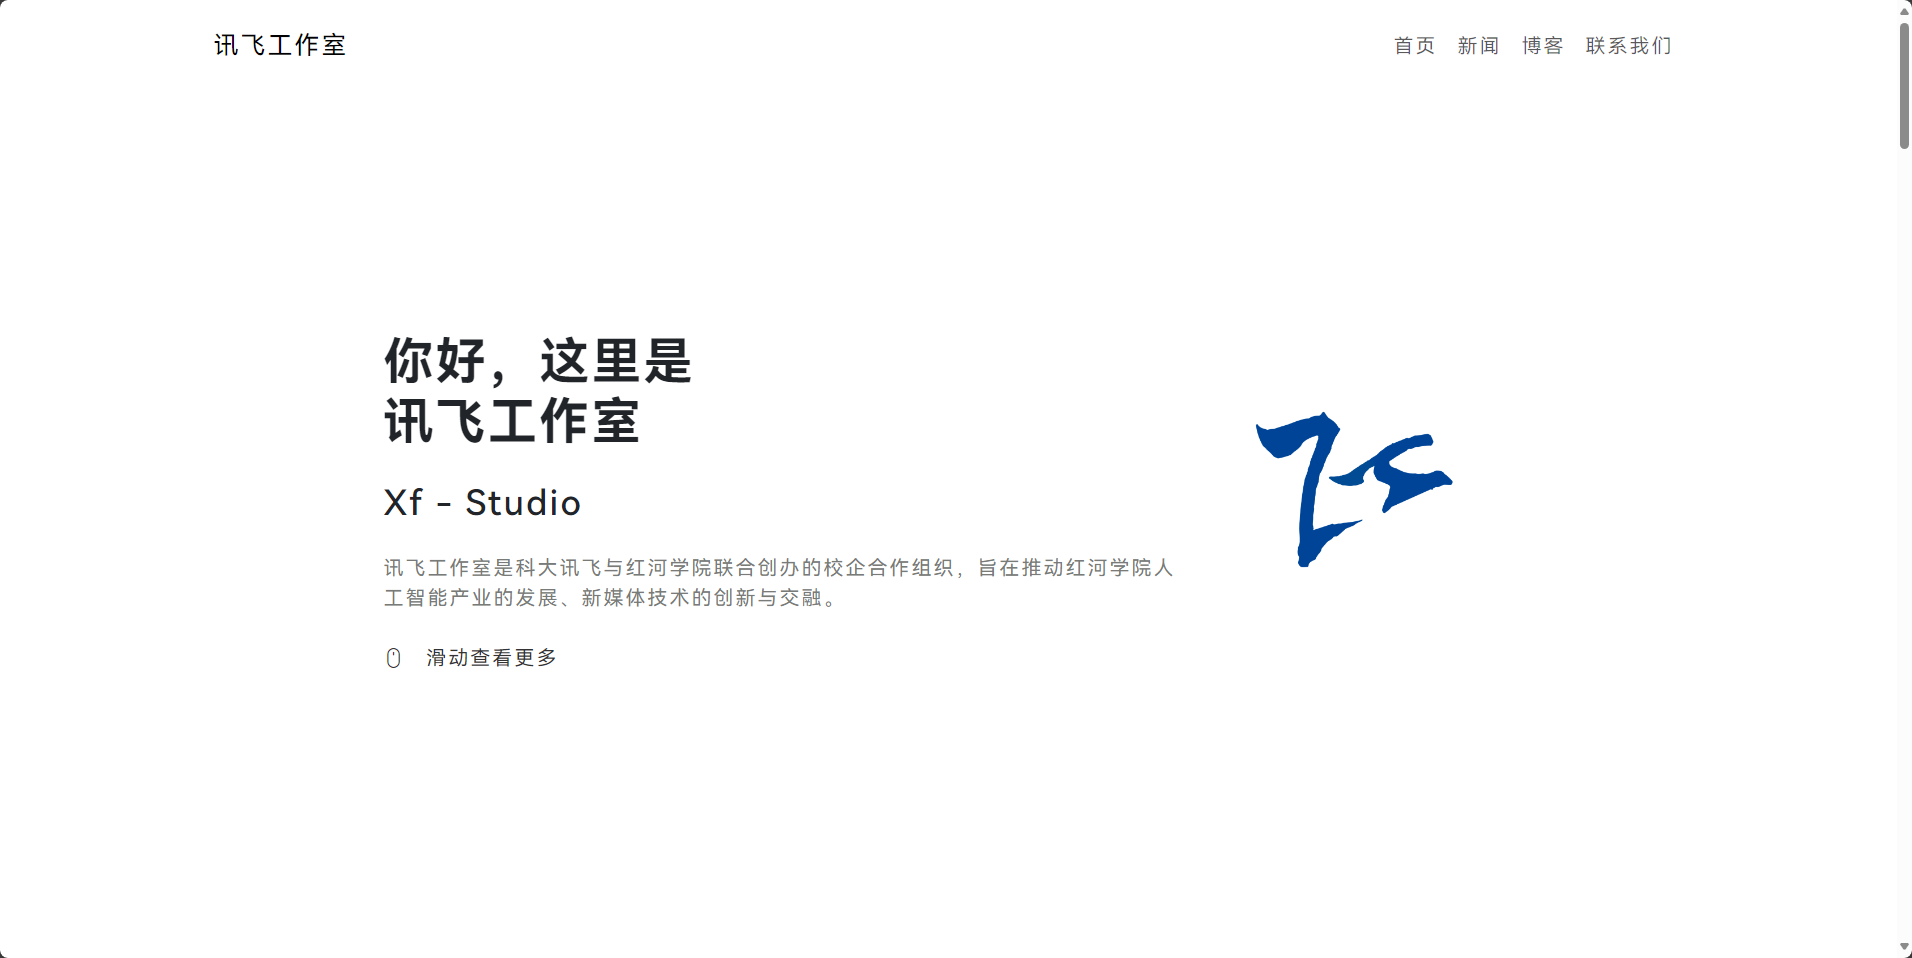 讯飞工作室
首页 新闻 博客 联系我们
你好，这里是
讯飞工作室
Xf - Studio
讯飞工作室是科大讯飞与红河学院联合创办的校企合作组织，旨在推动红河学院人
工智能产业的发展、新媒体技术的创新与交融。
滑动查看更多